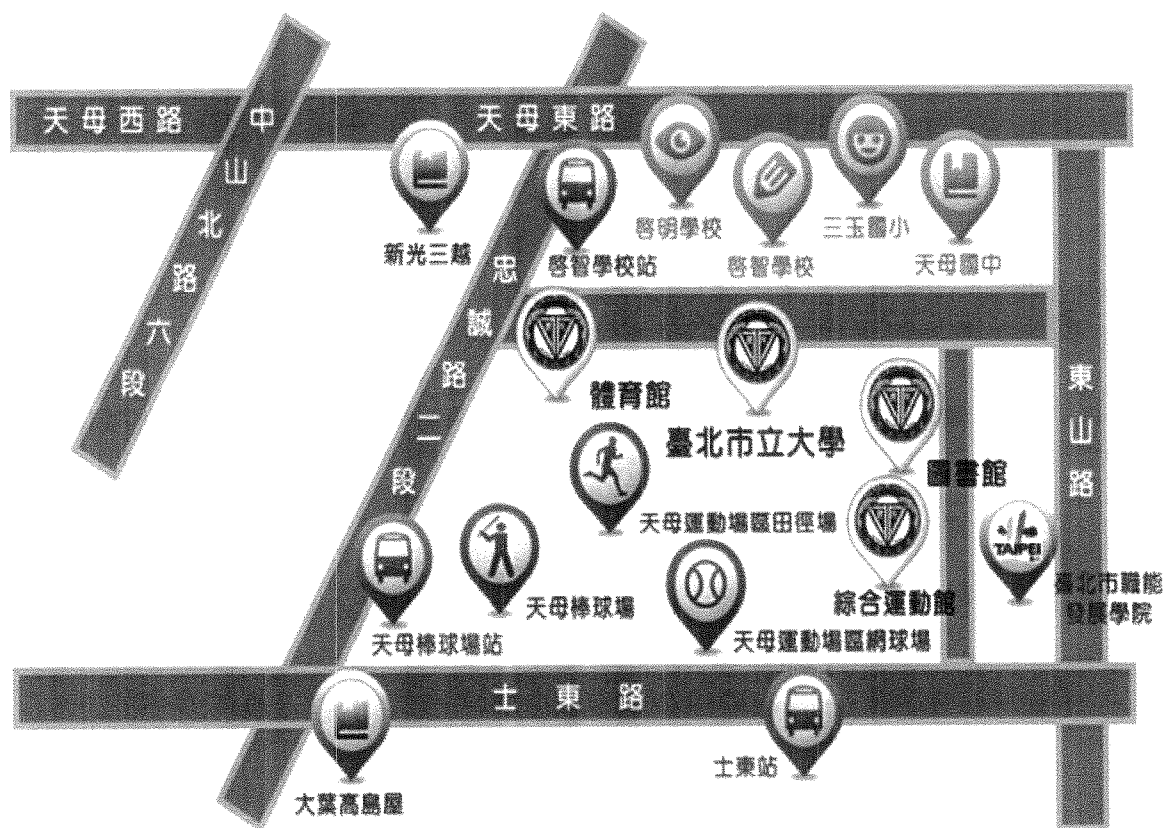 天母西路
天母東路
中山北路六段
新光三越
啓智學校站
啓明學校
啓智學校
三玉國小
天母國中
忠誠路二段
體育館
臺北市立大學
圖書館
東山路
天母運動場區田徑場
TAIPEI
臺北市職能
發展學院
綜合運動館
天母棒球場
天母棒球場站
天母運動場區網球場
士東路
士東站
大葉高島屋